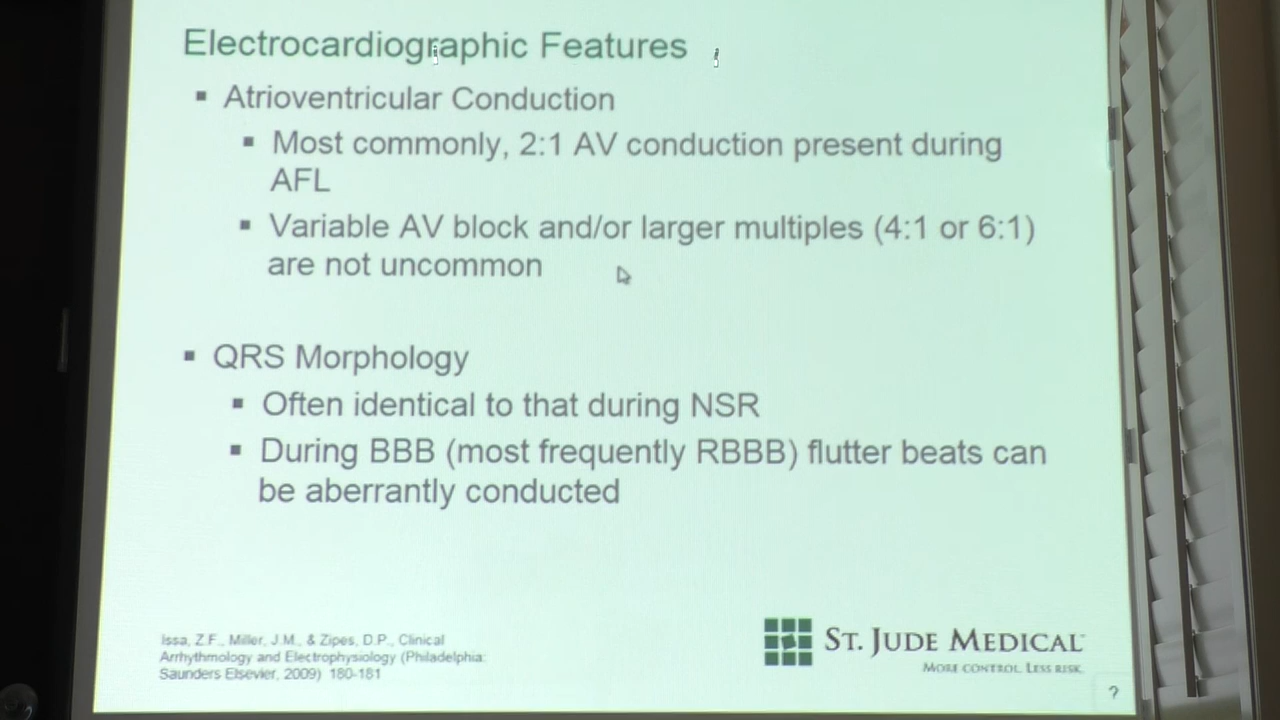 Electrocardiographic Features
▪ Atrioventricular Conduction
▪ Most commonly, 2:1 AV conduction present during
AFL
▪ Variable AV block and/or larger multiples (4:1 or 6:1)
are not uncommon
▪ QRS Morphology
▪ Often identical to that during NSR
▪ During BBB (most frequently RBBB) flutter beats can
be aberrantly conducted
Issa, Z.F., Miller, J.M., & Zipes, D.P., Clinical
Arrhythmology and Electrophysiology (Philadelphia:
Saunders Elsevier, 2009) 180-181
ST. JUDE MEDICAL
MORE CONTROL. LESS RISK.
?